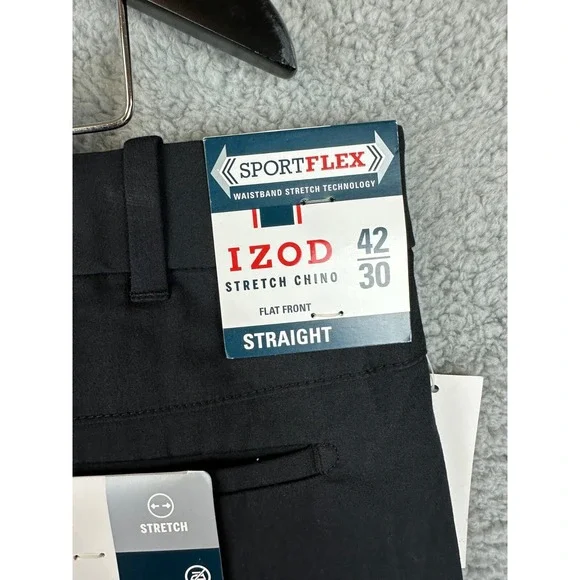 SPORTFLEX
WAISTBAND STRETCH TECHNOLOGY
IZOD
STRETCH CHINO
42
30
FLAT FRONT
STRAIGHT
STRETCH